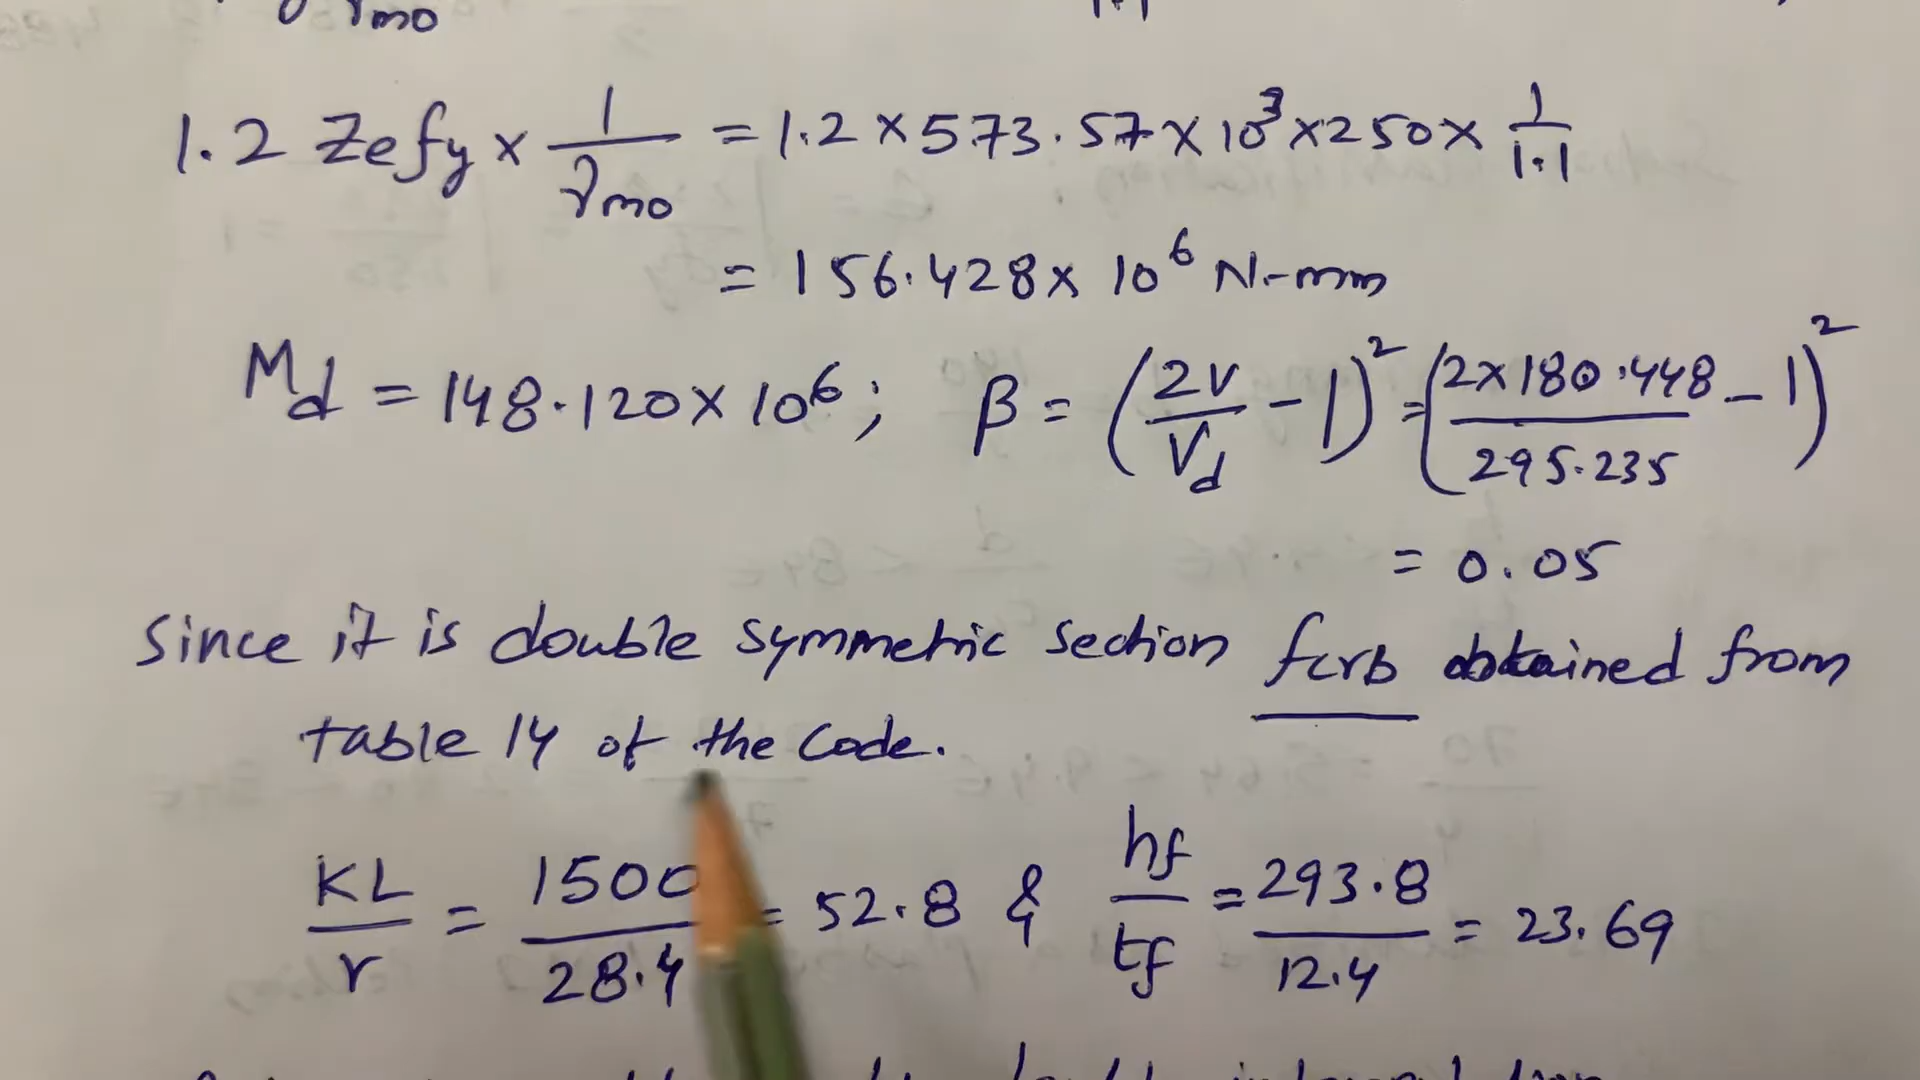 γmo 1.1
1.2 Zefy × 1/γmo = 1.2 × 573.57 × 10³ × 250 × 1/1.1
= 156.428 × 10⁶ N-mm
Md = 148.120 × 10⁶ ; β = (2V/Vd - 1)² = (2×180.448/295.235 - 1)²
= 0.05
Since it is double symmetric section fcrb obtained from
table 14 of the code.
KL/r = 1500/28.4 = 52.8 & hf/tf = 293.8/12.4 = 23.69